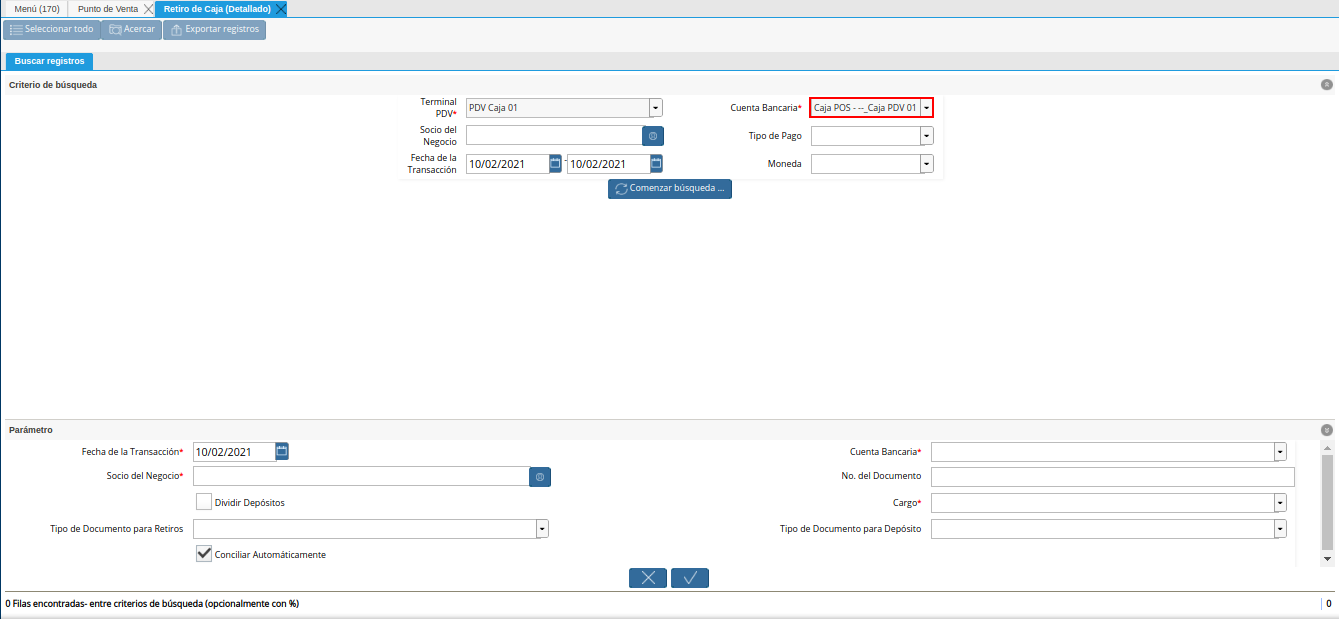 Menú (170) Punto de Venta Retiro de Caja (Detallado)
Seleccionar todo Acercar Exportar registros
Buscar registros
Criterio de búsqueda
Terminal PDV* PDV Caja 01 Cuenta Bancaria* Caja POS - --_Caja PDV 01
Socio del Negocio Tipo de Pago
Fecha de la Transacción 10/02/2021 - 10/02/2021 Moneda
Comenzar búsqueda ...
Parámetro
Fecha de la Transacción* 10/02/2021 Cuenta Bancaria*
Socio del Negocio* No. del Documento
Dividir Depósitos Cargo*
Tipo de Documento para Retiros Tipo de Documento para Depósito
Conciliar Automáticamente
0 Filas encontradas- entre criterios de búsqueda (opcionalmente con %) 0